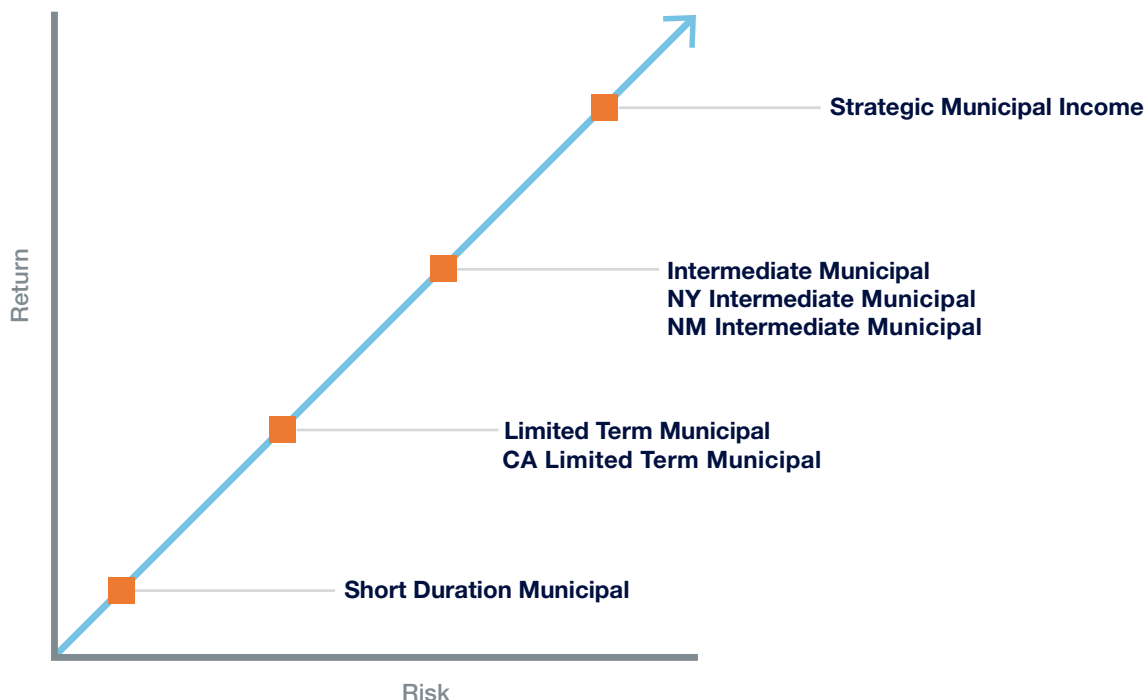 Strategic Municipal Income
Return
Intermediate Municipal
NY Intermediate Municipal
NM Intermediate Municipal
Limited Term Municipal
CA Limited Term Municipal
Short Duration Municipal
Risk